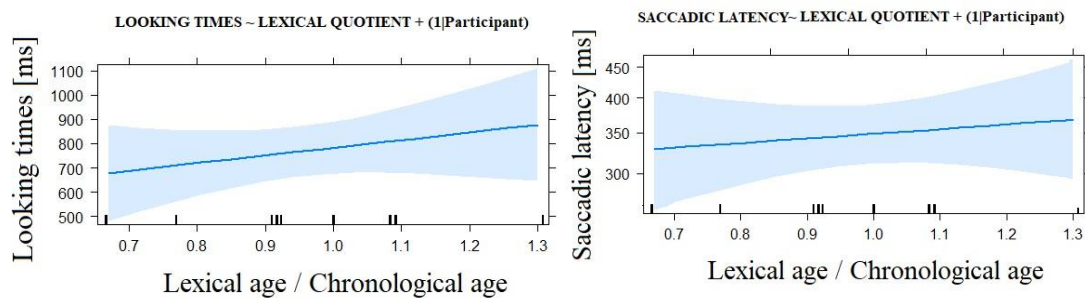 LOOKING TIMES ~ LEXICAL QUOTIENT + (1|Participant)
Looking times [ms]
1100
1000
900
800
700
600
500
0.7 0.8 0.9 1.0 1.1 1.2 1.3
Lexical age / Chronological age
SACCADIC LATENCY~ LEXICAL QUOTIENT + (1|Participant)
Saccadic latency [ms]
450
350
300
0.7 0.8 0.9 1.0 1.1 1.2 1.3
Lexical age / Chronological age